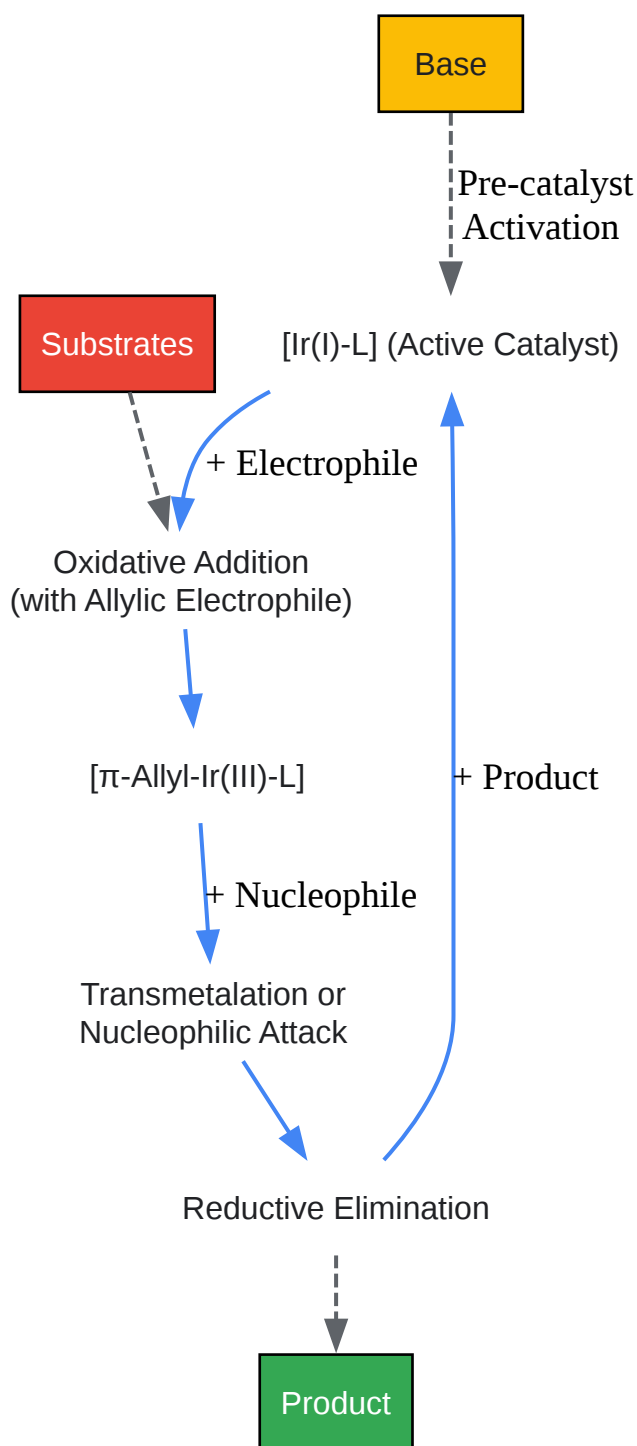 Base
Pre-catalyst
Activation
Substrates
[Ir(I)-L] (Active Catalyst)
+ Electrophile
Oxidative Addition
(with Allylic Electrophile)
[π-Allyl-Ir(III)-L]
+ Product
+ Nucleophile
Transmetalation or
Nucleophilic Attack
Reductive Elimination
Product